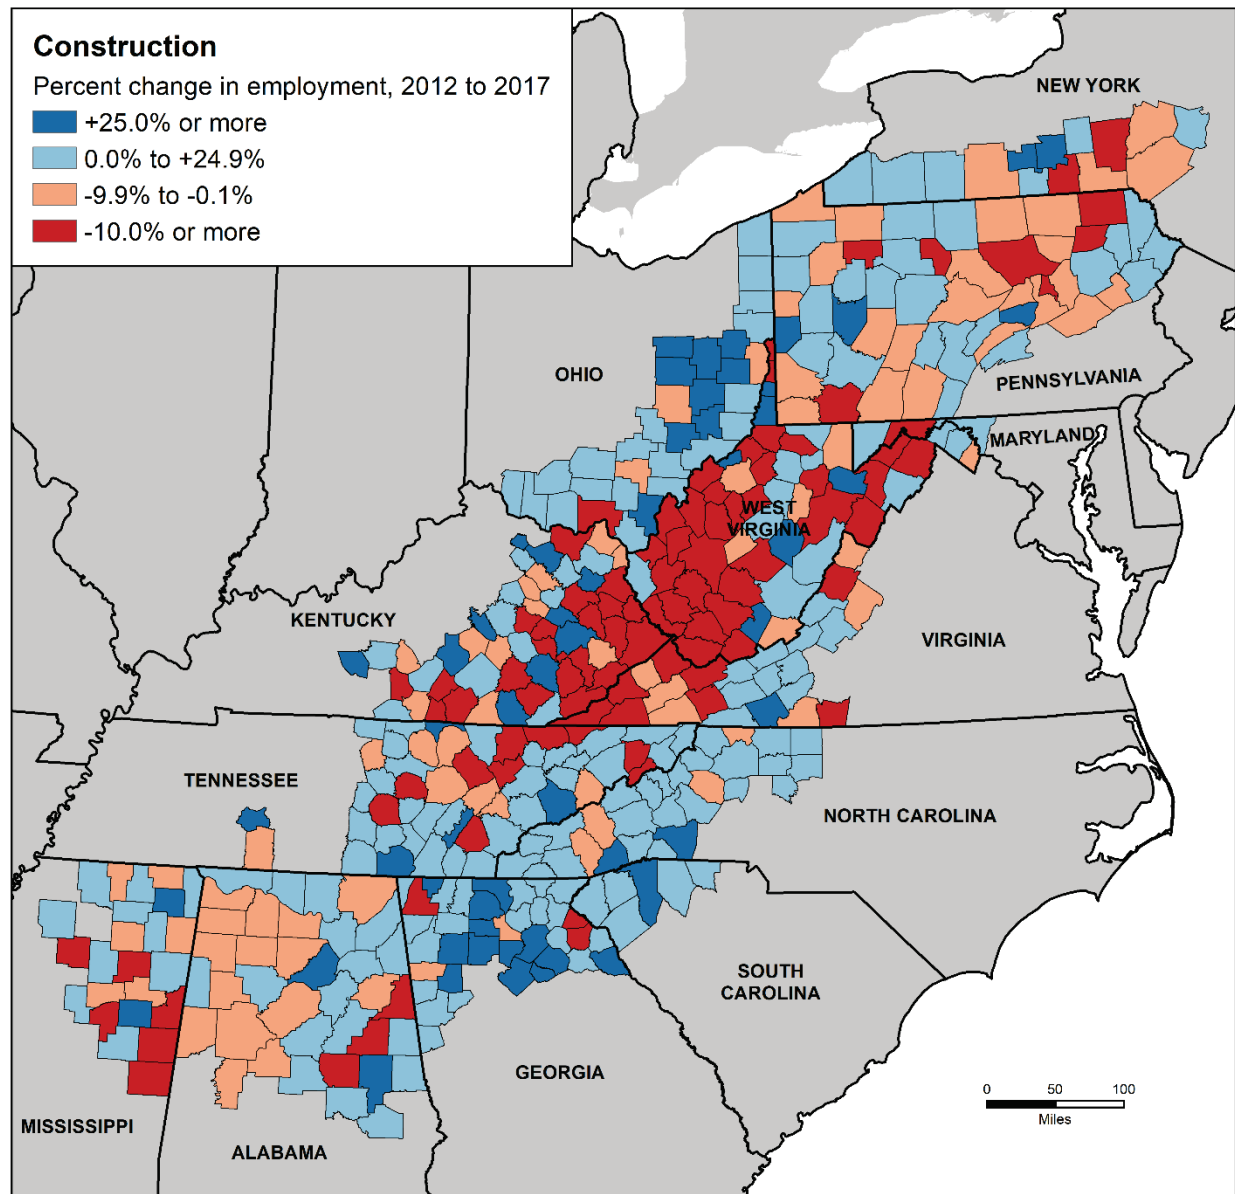 Construction
Percent change in employment, 2012 to 2017
+25.0% or more
0.0% to +24.9%
-9.9% to -0.1%
-10.0% or more
NEW YORK
OHIO
PENNSYLVANIA
MARYLAND
WEST
VIRGINIA
KENTUCKY
VIRGINIA
TENNESSEE
NORTH CAROLINA
SOUTH
CAROLINA
GEORGIA
MISSISSIPPI
ALABAMA
0 50 100
Miles